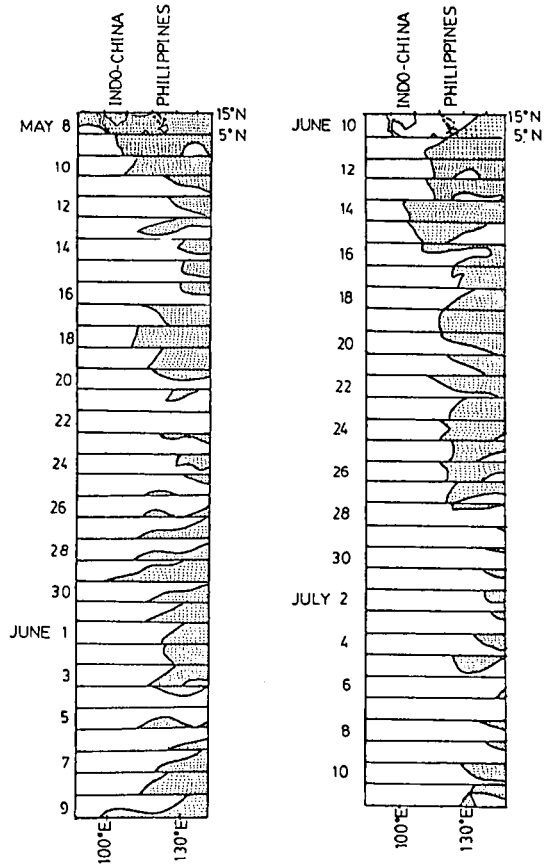 INDO-CHINA
PHILIPPINES
15°N
5°N
MAY 8
10
12
14
16
18
20
22
24
26
28
30
JUNE 1
3
5
7
9
100°E
130°E
INDO-CHINA
PHILIPPINES
15°N
5°N
JUNE 10
12
14
16
18
20
22
24
26
28
30
JULY 2
4
6
8
10
100°E
130°E